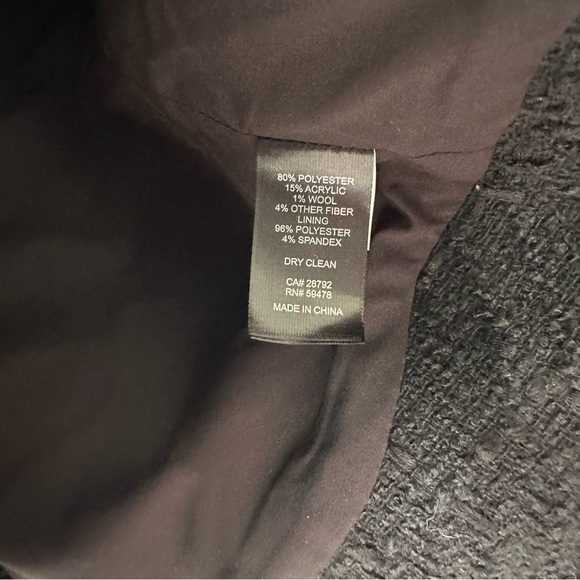 80% POLYESTER
15% ACRYLIC
1% WOOL
4% OTHER FIBER
LINING
96% POLYESTER
4% SPANDEX
DRY CLEAN
CA# 28792
RN# 59478
MADE IN CHINA